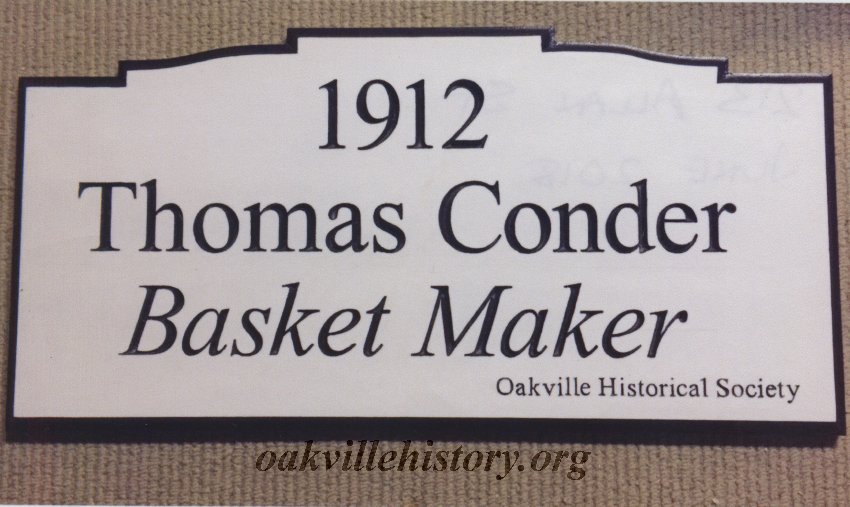 1912
Thomas Conder
Basket Maker
Oakville Historical Society
oakvillehistory.org